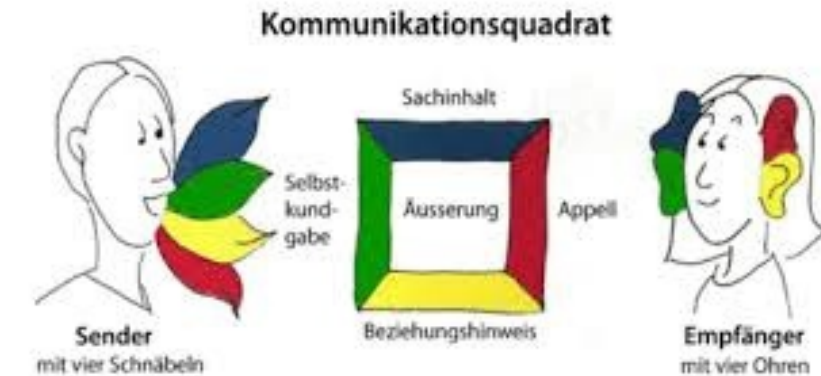 Kommunikationsquadrat
Sachinhalt
Selbst-
kund-
gabe
Äusserung
Appell
Beziehungshinweis
Sender
mit vier Schnäbeln
Empfänger
mit vier Ohren